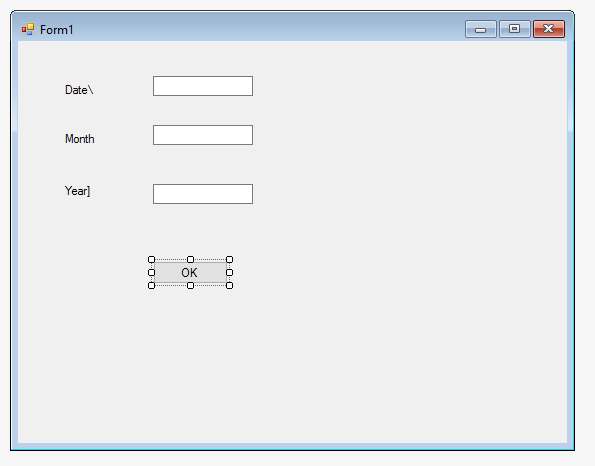 Form1
Date\
Month
Year]
OK